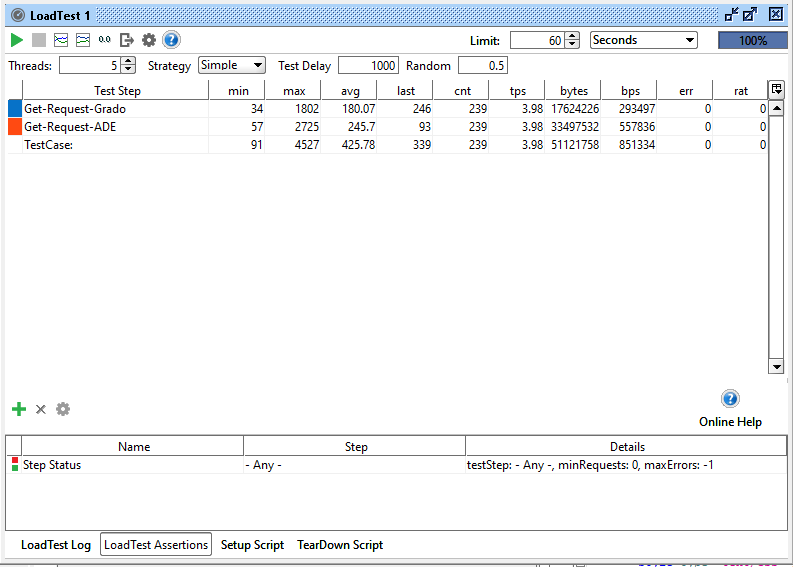 LoadTest 1
0.0 Limit: 60 Seconds 100%
Threads: 5 Strategy Simple Test Delay 1000 Random 0.5
Test Step min max avg last cnt tps bytes bps err rat
Get-Request-Grado 34 1802 180.07 246 239 3.98 17624226 293497 0 0
Get-Request-ADE 57 2725 245.7 93 239 3.98 33497532 557836 0 0
TestCase: 91 4527 425.78 339 239 3.98 51121758 851334 0 0
Online Help
Name Step Details
Step Status - Any - testStep: - Any -, minRequests: 0, maxErrors: -1
LoadTest Log LoadTest Assertions Setup Script TearDown Script